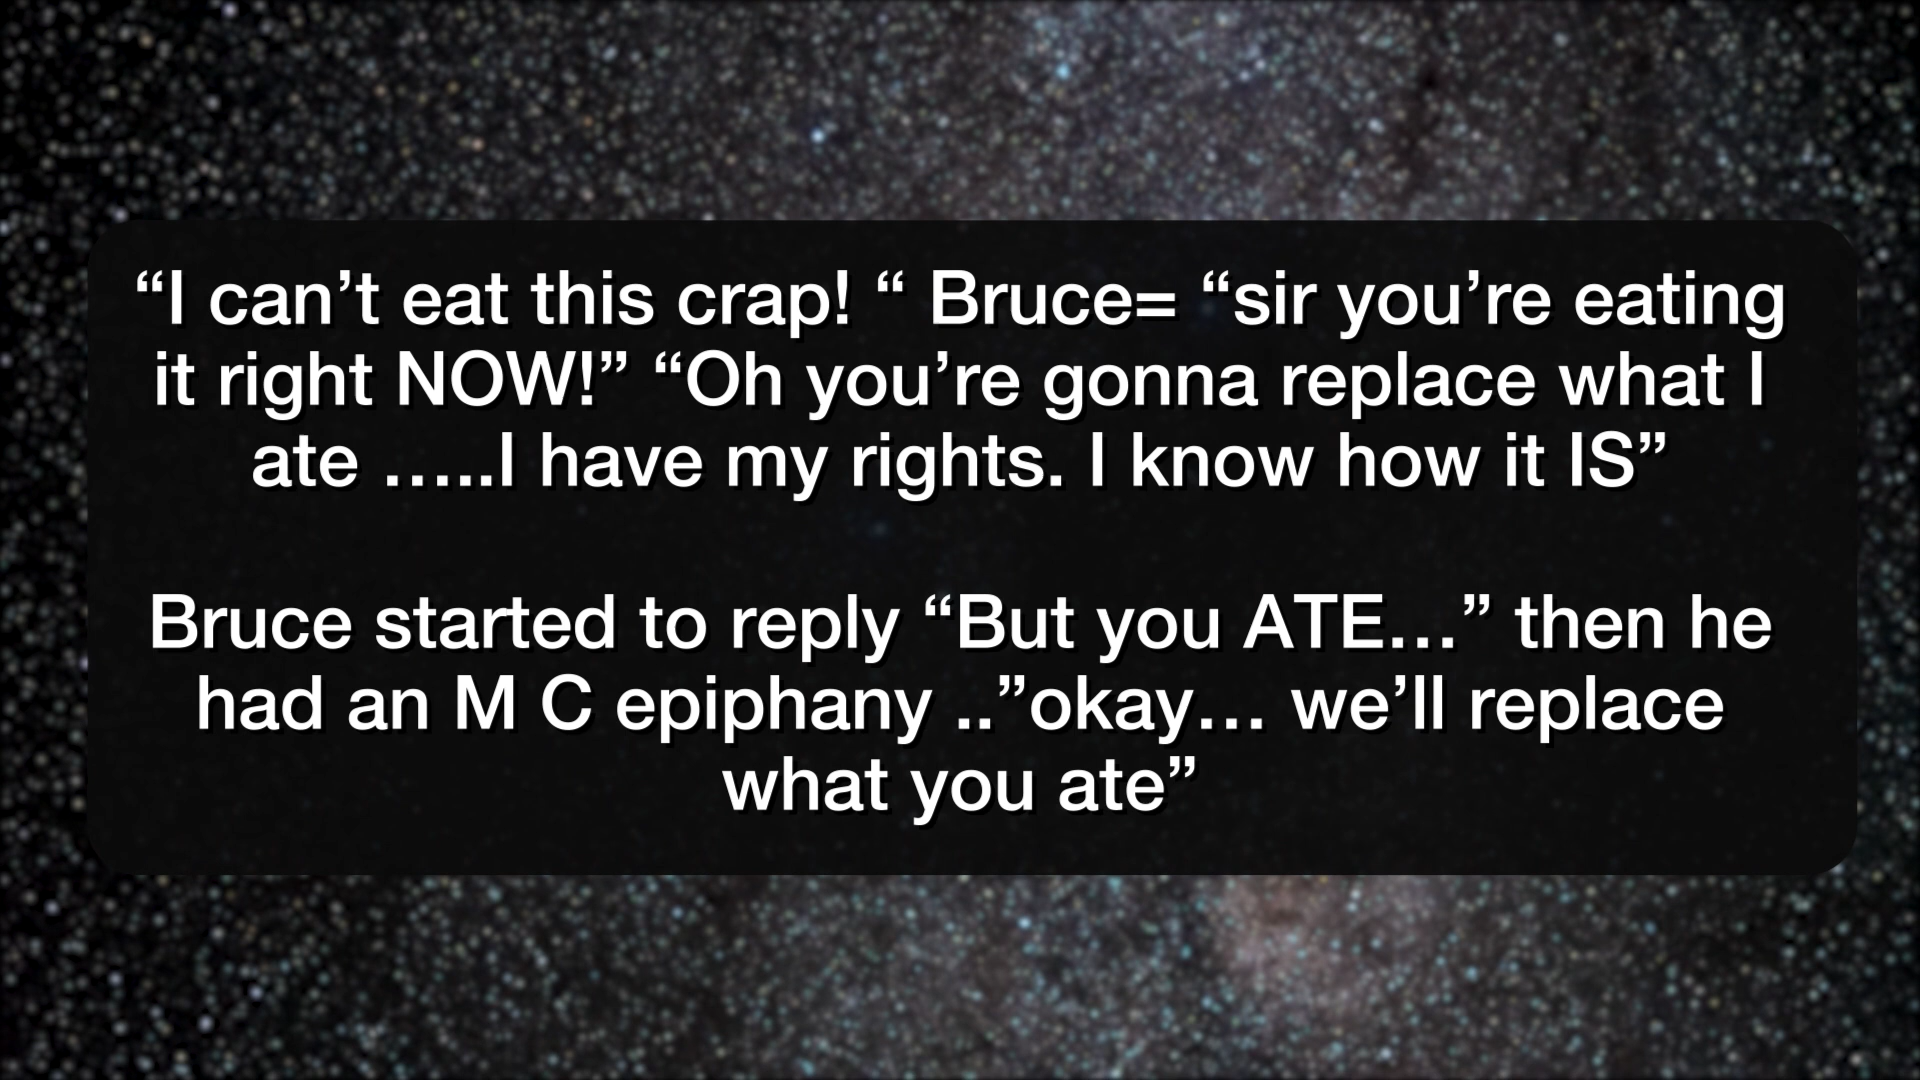 “I can’t eat this crap! “ Bruce= “sir you’re eating
it right NOW!” “Oh you’re gonna replace what I
ate …..I have my rights. I know how it IS”
Bruce started to reply “But you ATE…” then he
had an M C epiphany ..”okay… we’ll replace
what you ate”